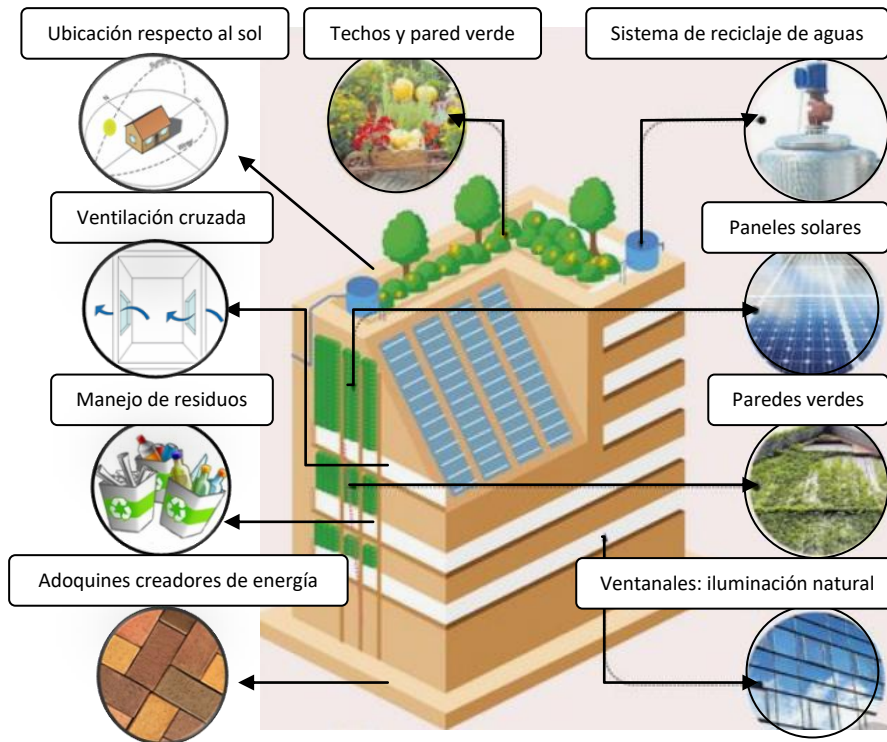 Ubicación respecto al sol
Techos y pared verde
Sistema de reciclaje de aguas
Ventilación cruzada
Paneles solares
Manejo de residuos
Paredes verdes
Adoquines creadores de energía
Ventanales: iluminación natural